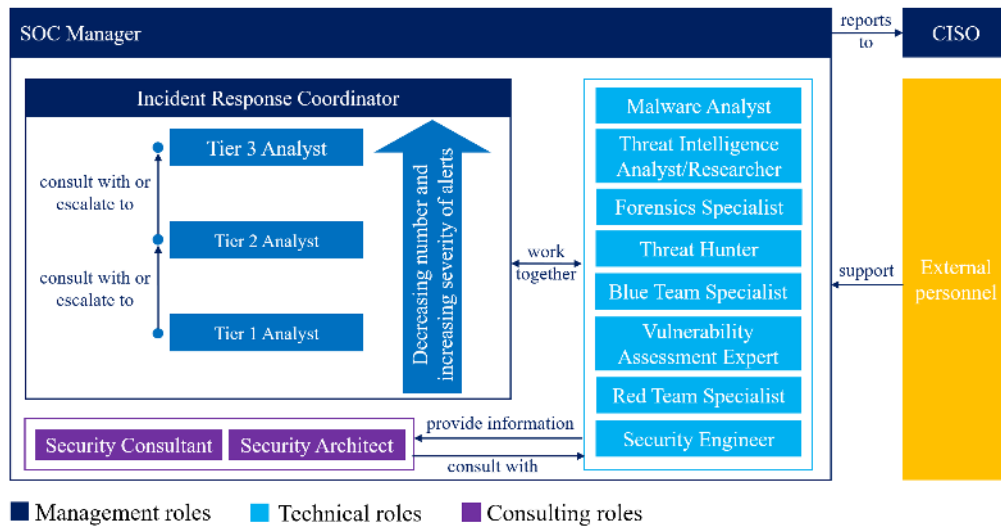 SOC Manager
reports
to
CISO
Incident Response Coordinator
Tier 3 Analyst
consult with or
escalate to
Tier 2 Analyst
consult with or
escalate to
Tier 1 Analyst
Decreasing number and
increasing severity of alerts
work
together
Malware Analyst
Threat Intelligence
Analyst/Researcher
Forensics Specialist
Threat Hunter
Blue Team Specialist
Vulnerability
Assessment Expert
Red Team Specialist
Security Engineer
support
External
personnel
Security Consultant
Security Architect
provide information
consult with
Management roles
Technical roles
Consulting roles